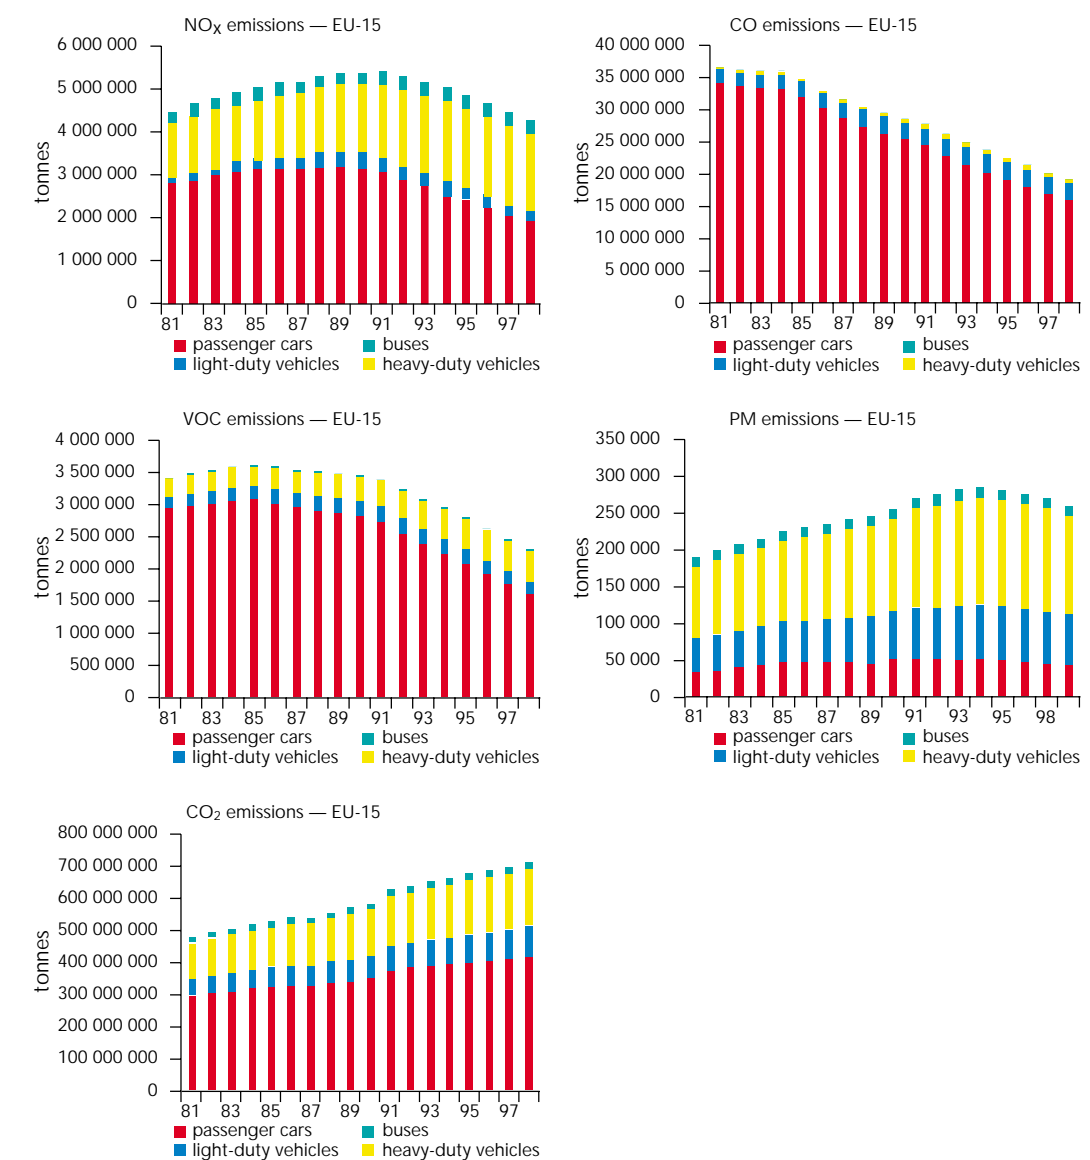 NOx emissions — EU-15
6 000 000
5 000 000
4 000 000
3 000 000
2 000 000
1 000 000
0
tonnes
81 83 85 87 89 91 93 95 97
passenger cars buses
light-duty vehicles heavy-duty vehicles
CO emissions — EU-15
40 000 000
35 000 000
30 000 000
25 000 000
20 000 000
15 000 000
10 000 000
5 000 000
0
tonnes
81 83 85 87 89 91 93 95 97
passenger cars buses
light-duty vehicles heavy-duty vehicles
VOC emissions — EU-15
4 000 000
3 500 000
3 000 000
2 500 000
2 000 000
1 500 000
1 000 000
500 000
0
tonnes
81 83 85 87 89 91 93 95 97
passenger cars buses
light-duty vehicles heavy-duty vehicles
PM emissions — EU-15
350 000
300 000
250 000
200 000
150 000
100 000
50 000
0
tonnes
81 83 85 87 89 91 93 95 98
passenger cars buses
light-duty vehicles heavy-duty vehicles
CO2 emissions — EU-15
800 000 000
700 000 000
600 000 000
500 000 000
400 000 000
300 000 000
200 000 000
100 000 000
0
tonnes
81 83 85 87 89 91 93 95 97
passenger cars buses
light-duty vehicles heavy-duty vehicles